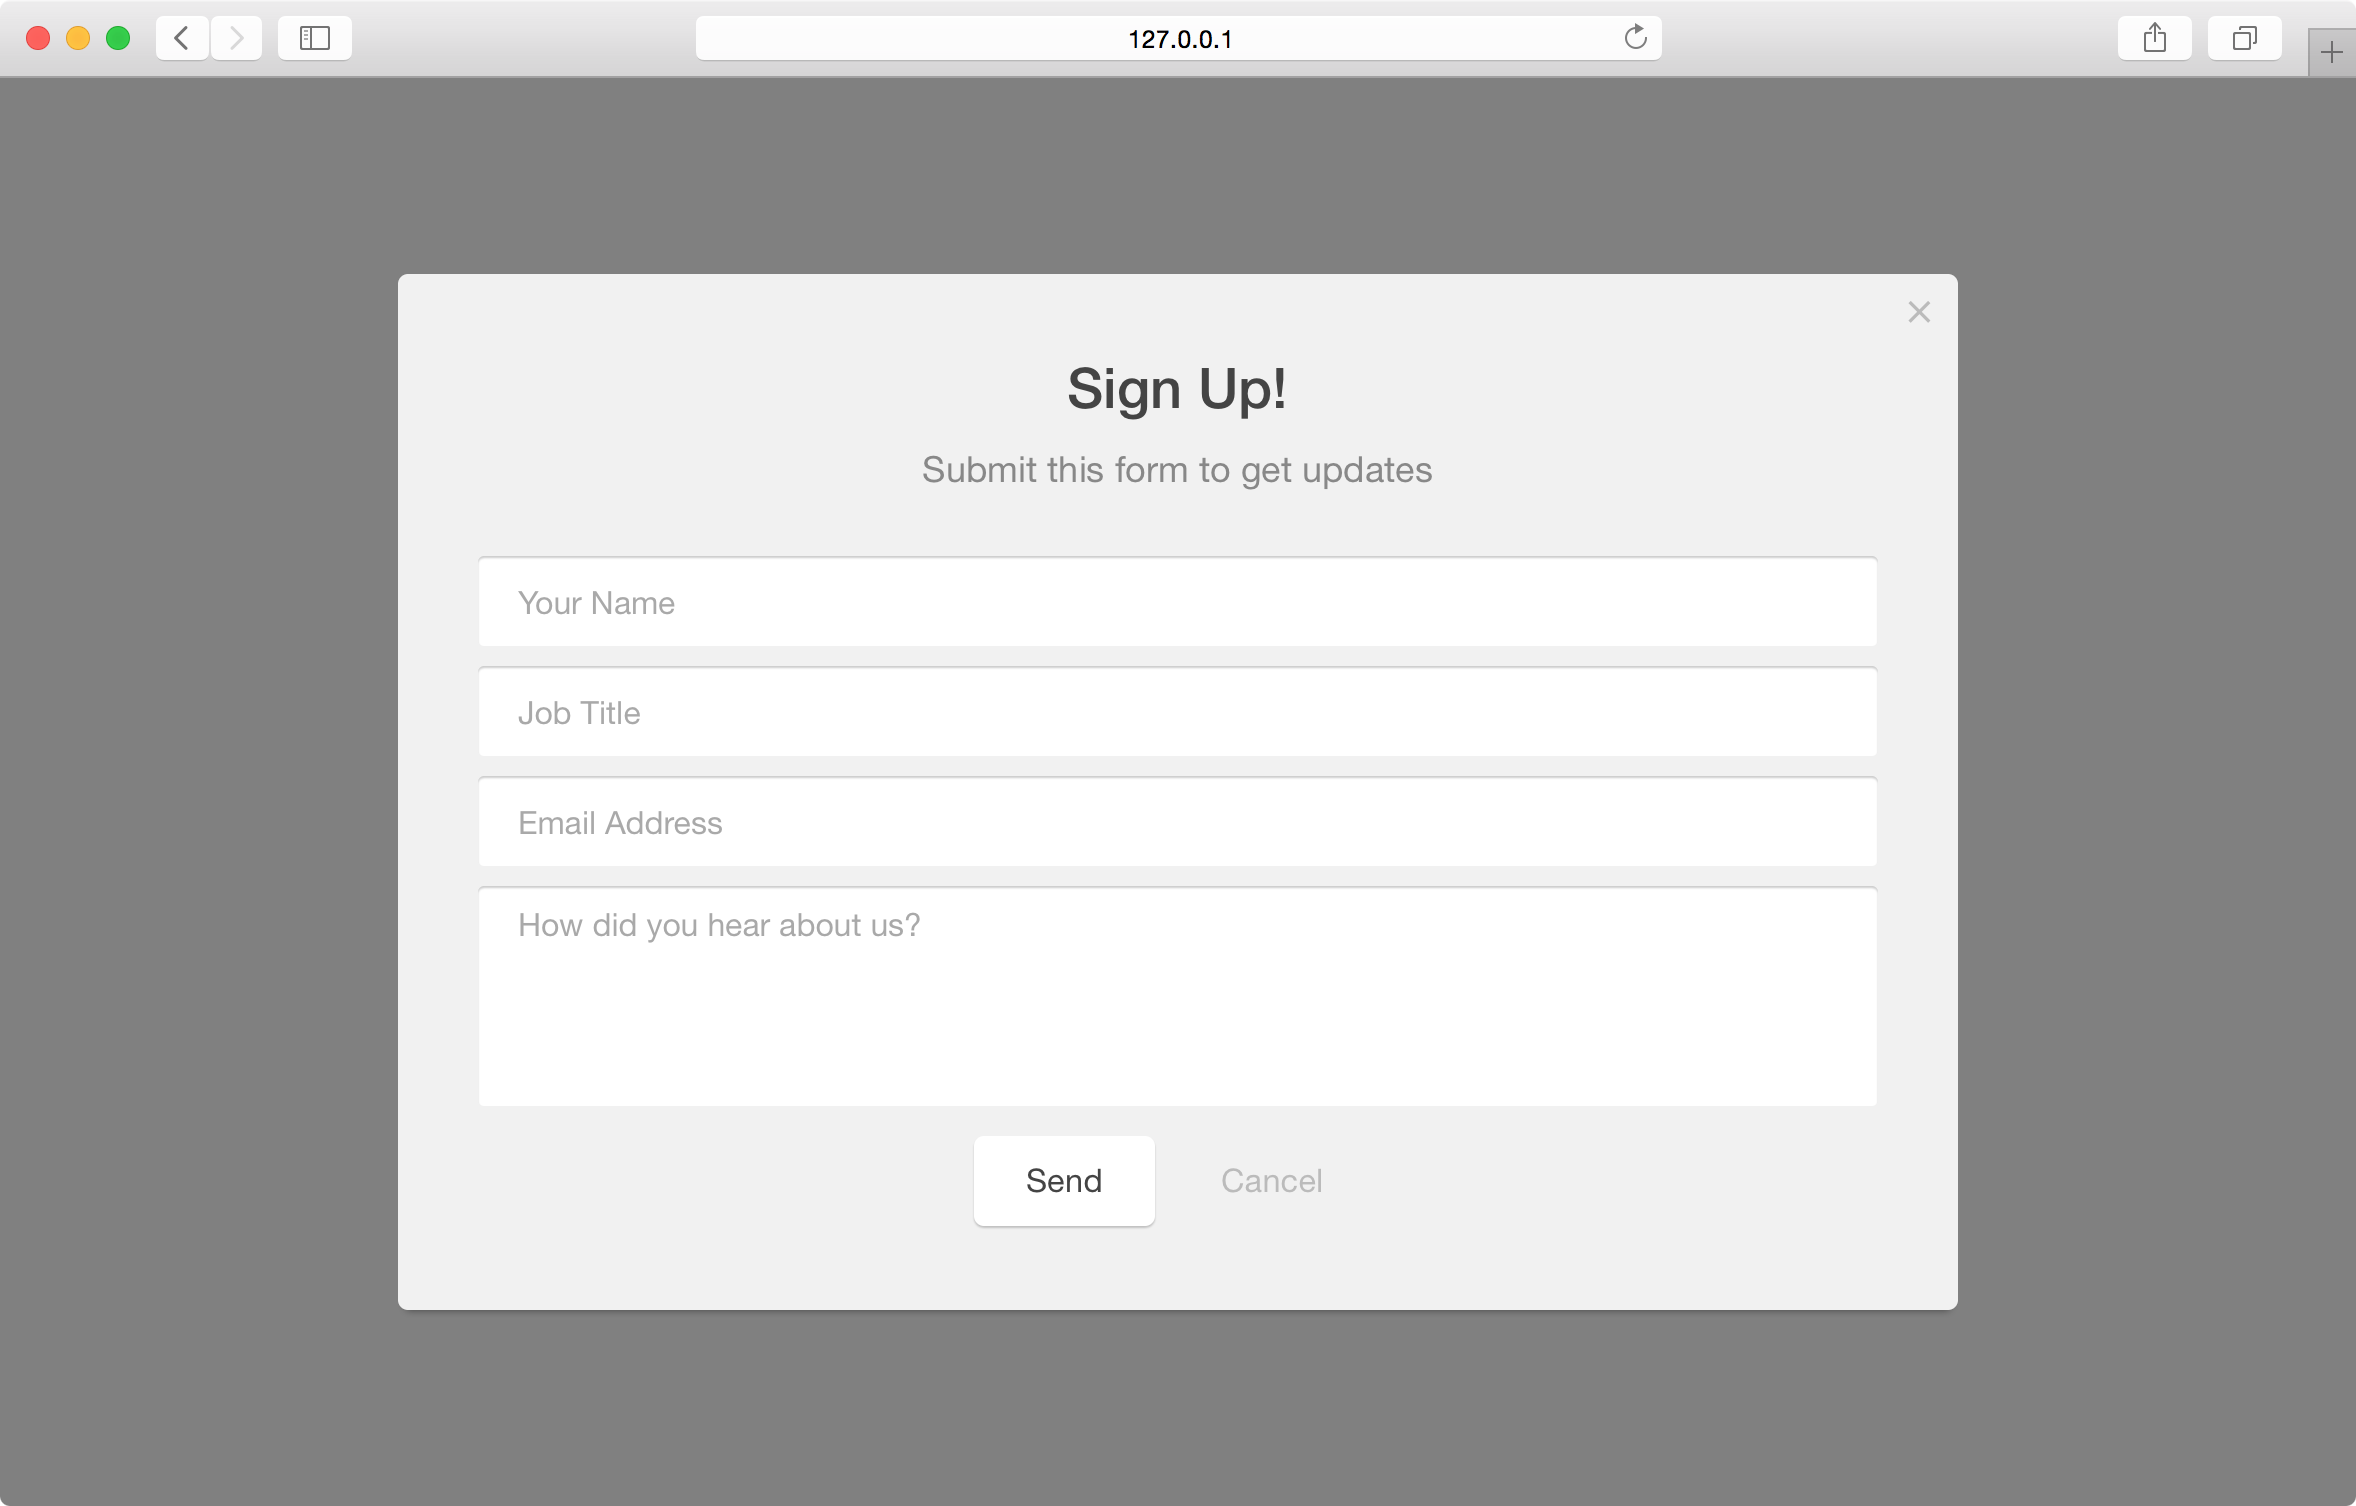 127.0.0.1
Sign Up!
Submit this form to get updates
Your Name
Job Title
Email Address
How did you hear about us?
Send
Cancel